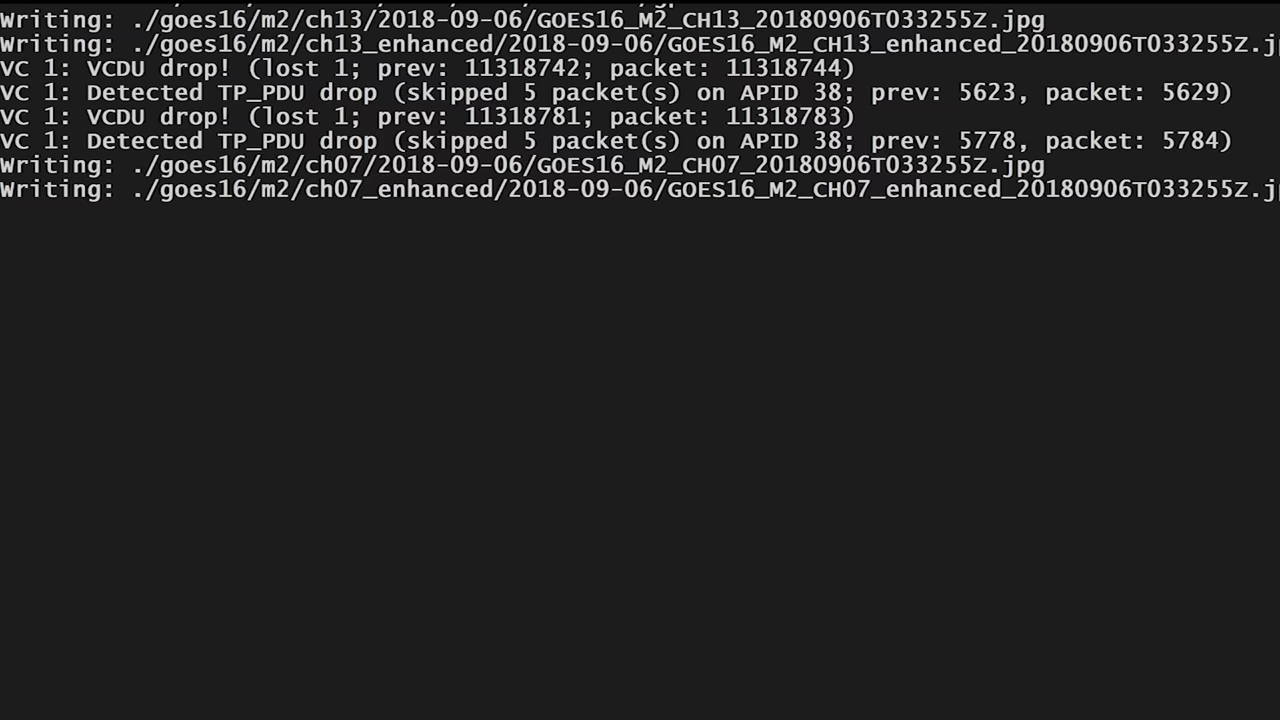 Writing: ./goes16/m2/ch13/2018-09-06/GOES16_M2_CH13_20180906T033255Z.jpg
Writing: ./goes16/m2/ch13_enhanced/2018-09-06/GOES16_M2_CH13_enhanced_20180906T033255Z.j
VC 1: VCDU drop! (lost 1; prev: 11318742; packet: 11318744)
VC 1: Detected TP_PDU drop (skipped 5 packet(s) on APID 38; prev: 5623, packet: 5629)
VC 1: VCDU drop! (lost 1; prev: 11318781; packet: 11318783)
VC 1: Detected TP_PDU drop (skipped 5 packet(s) on APID 38; prev: 5778, packet: 5784)
Writing: ./goes16/m2/ch07/2018-09-06/GOES16_M2_CH07_20180906T033255Z.jpg
Writing: ./goes16/m2/ch07_enhanced/2018-09-06/GOES16_M2_CH07_enhanced_20180906T033255Z.j